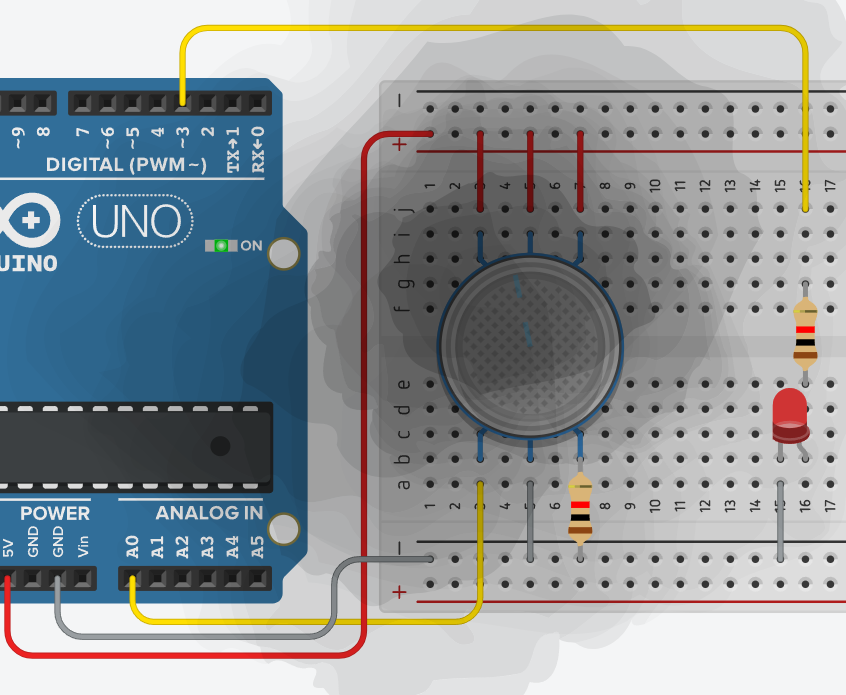 ~9 8 7 ~6 ~5 4 ~3 2 TX→1 RX←0
DIGITAL (PWM~)
UNO
ON
UINO
POWER
ANALOG IN
5V GND GND Vin A0 A1 A2 A3 A4 A5
−
+
1 2 3 5 7 8 9 10 11 12 13 14 15 16 17
j
i
h
g
f
e
d
c
b
a
1 2 3 5 6 7 8 9 10 11 12 13 14 15 16 17
−
+